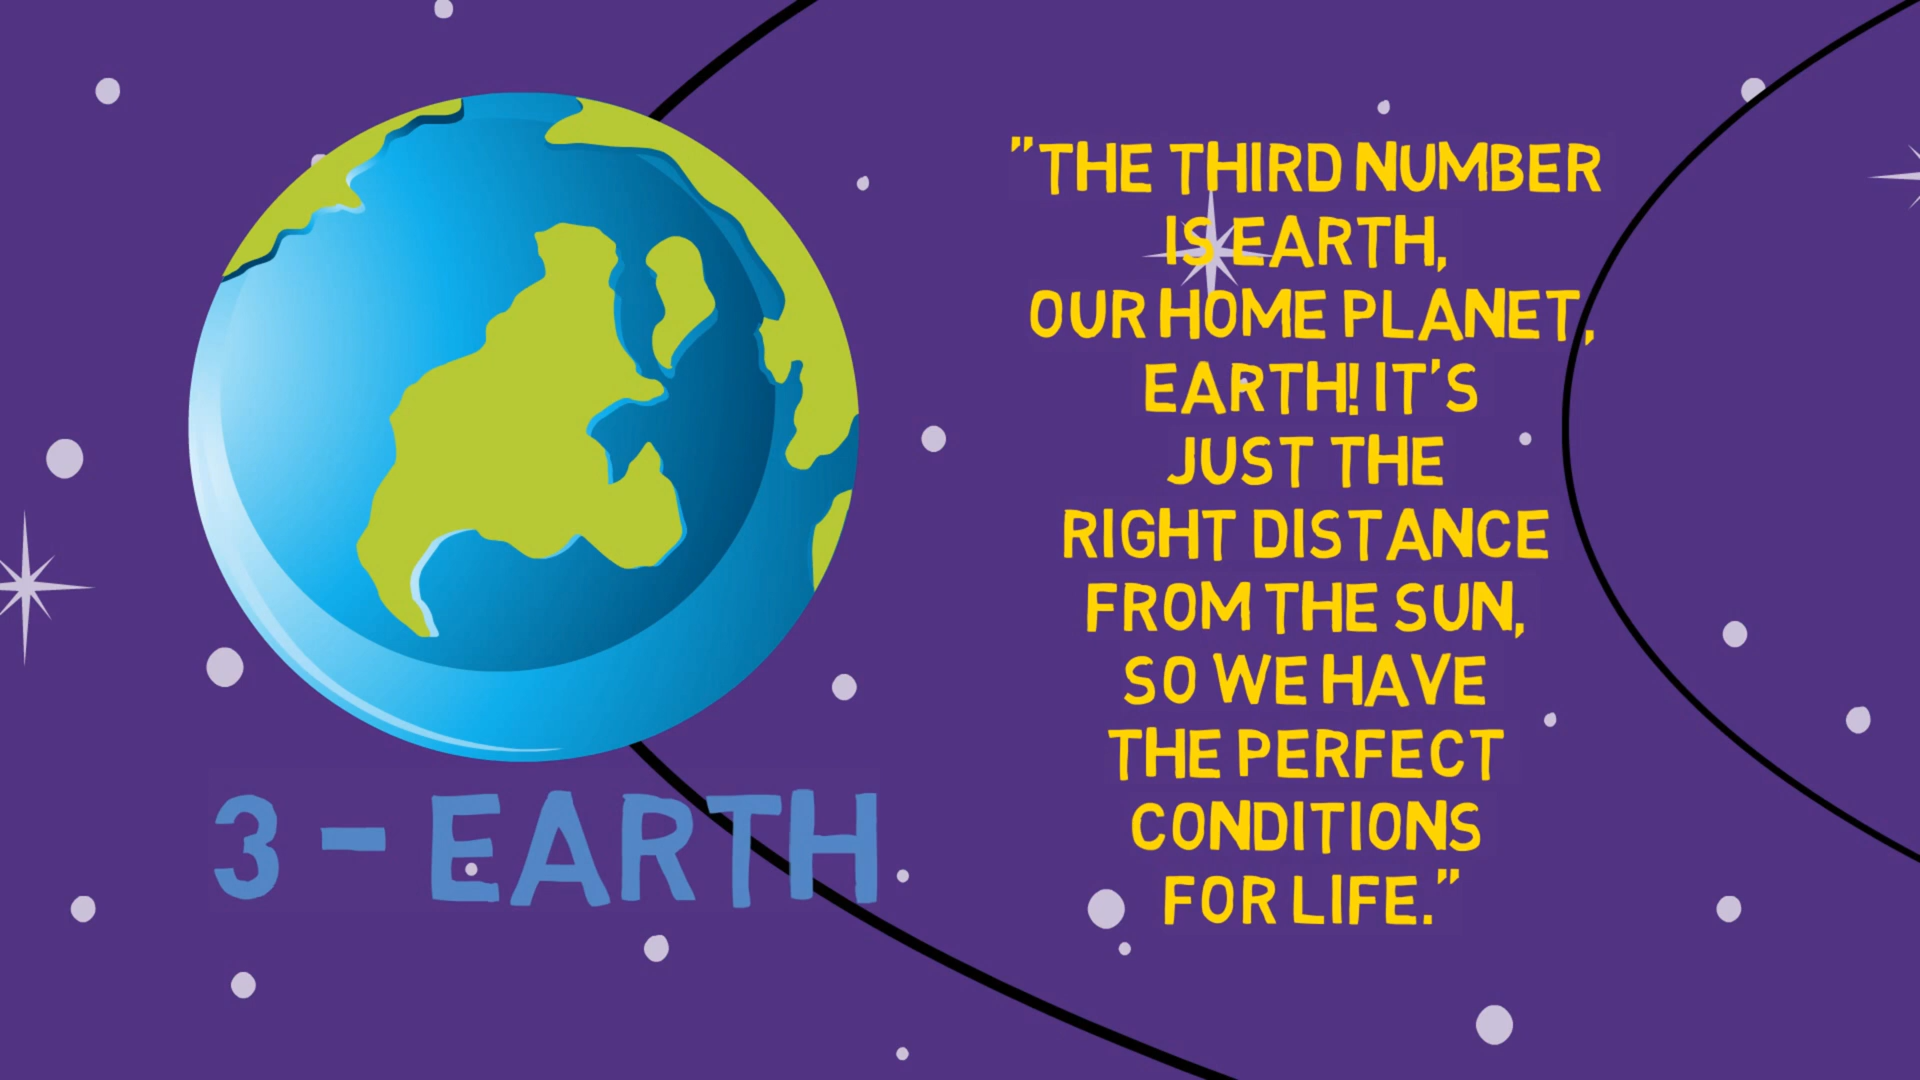 "THE THIRD NUMBER
IS EARTH,
OUR HOME PLANET,
EARTH! IT'S
JUST THE
RIGHT DISTANCE
FROM THE SUN,
SO WE HAVE
THE PERFECT
CONDITIONS
FOR LIFE."
3 - EARTH